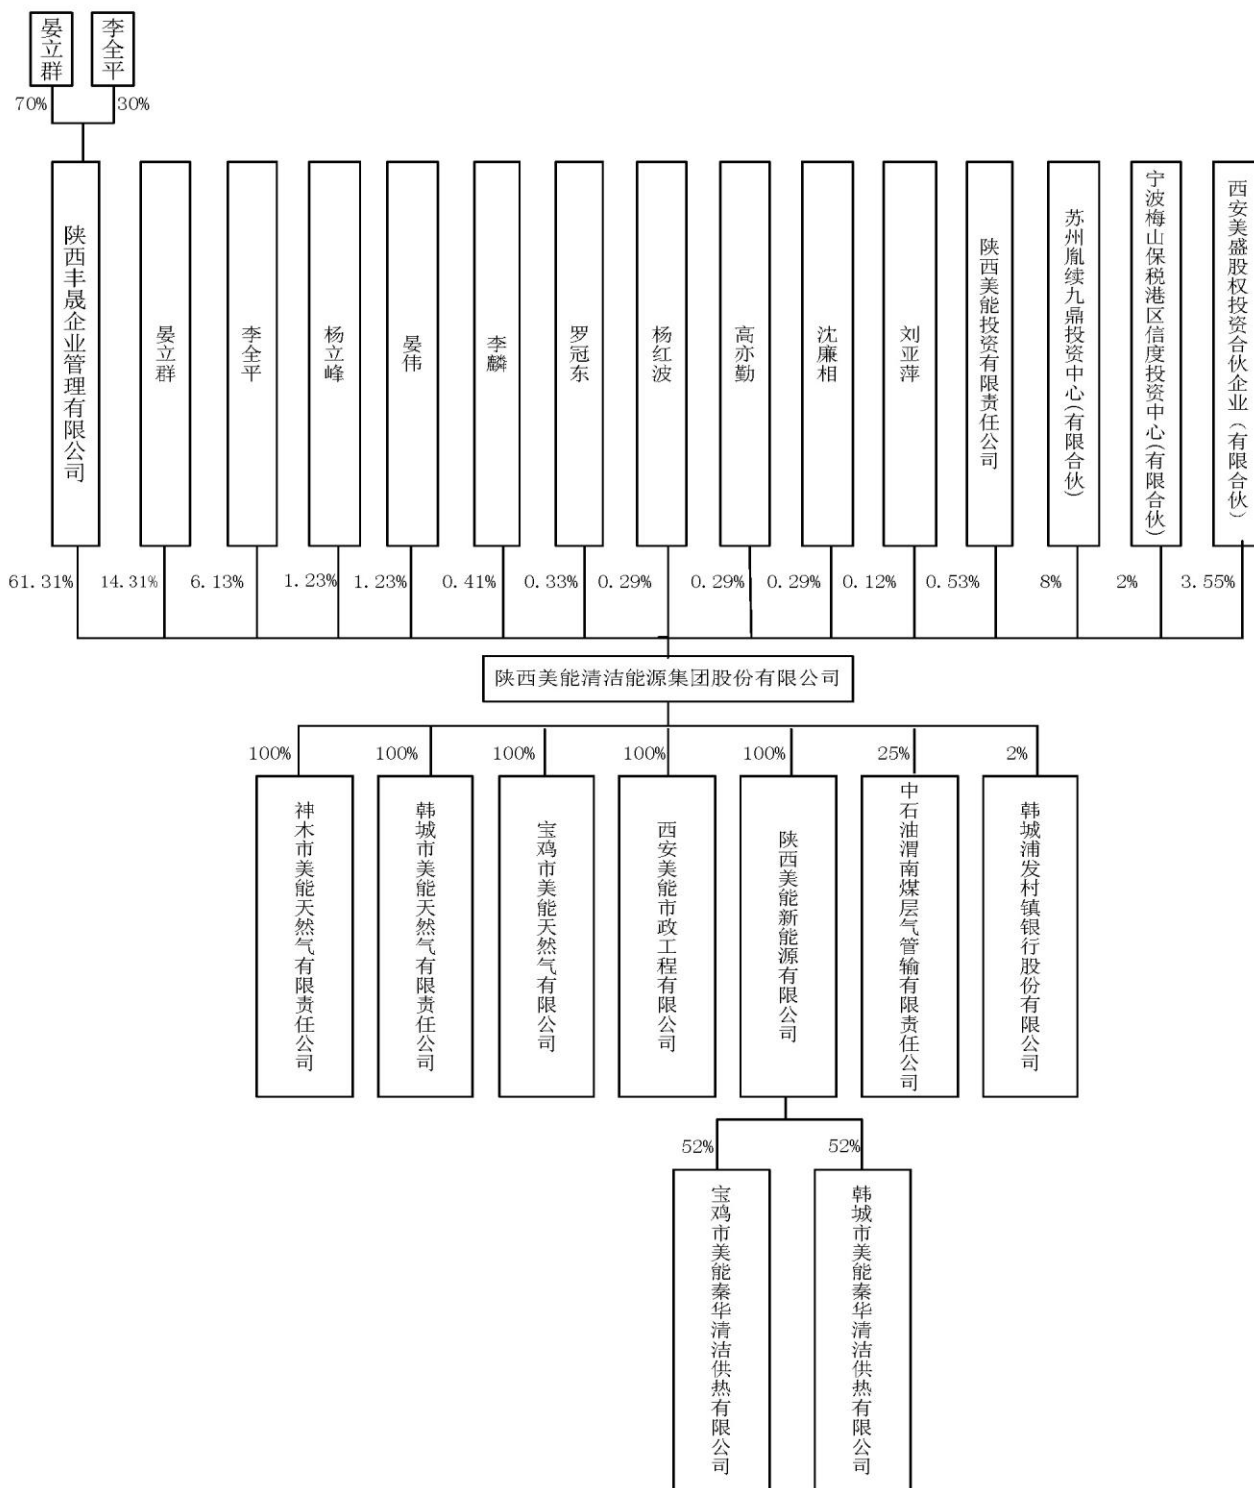 晏立群
李全平
70%
30%
陕西丰晟企业管理有限公司
晏立群
李全平
杨立峰
晏伟
李麟
罗冠东
杨红波
高亦勤
沈廉相
刘亚萍
陕西美能投资有限责任公司
苏州胤续九鼎投资中心(有限合伙)
宁波梅山保税港区信度投资中心(有限合伙)
西安美盛股权投资合伙企业（有限合伙）
61.31%
14.31%
6.13%
1.23%
1.23%
0.41%
0.33%
0.29%
0.29%
0.29%
0.12%
0.53%
8%
2%
3.55%
陕西美能清洁能源集团股份有限公司
100%
100%
100%
100%
100%
25%
2%
神木市美能天然气有限责任公司
韩城市美能天然气有限责任公司
宝鸡市美能天然气有限公司
西安美能市政工程有限公司
陕西美能新能源有限公司
中石油渭南煤层气管输有限责任公司
韩城浦发村镇银行股份有限公司
52%
52%
宝鸡市美能秦华清洁供热有限公司
韩城市美能秦华清洁供热有限公司